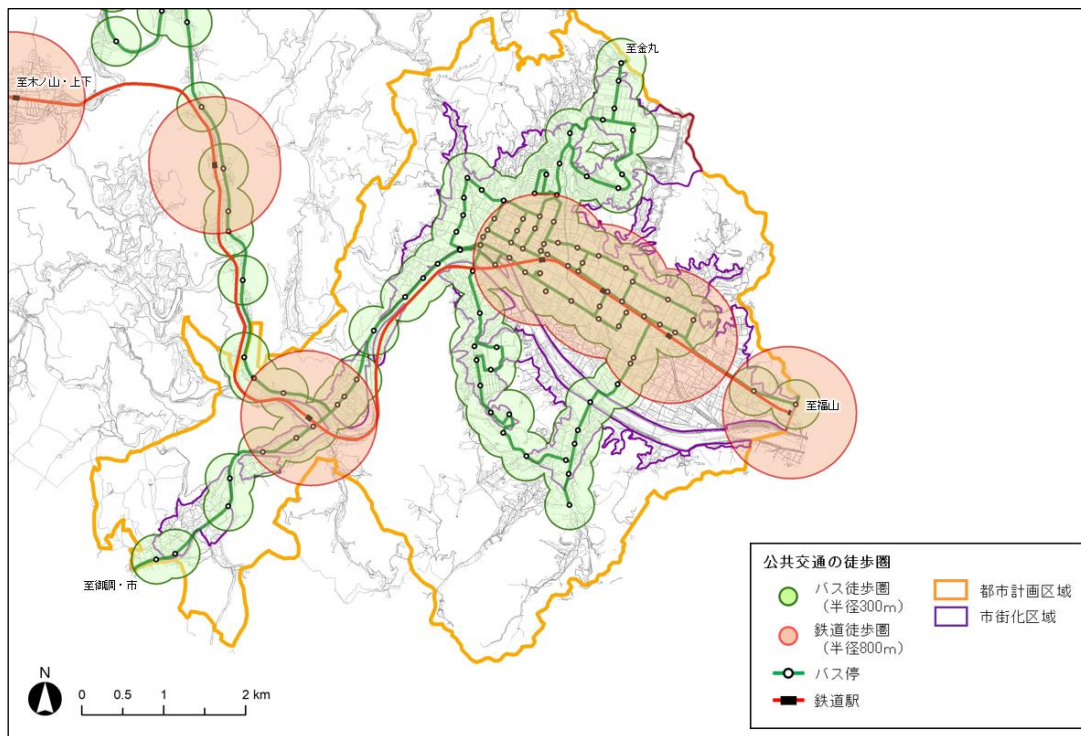 至金丸
至木ノ山・上下
至福山
至御調・市
公共交通の徒歩圏
バス徒歩圏
（半径300m）
鉄道徒歩圏
（半径800m）
バス停
鉄道駅
都市計画区域
市街化区域
N
0 0.5 1 2 km